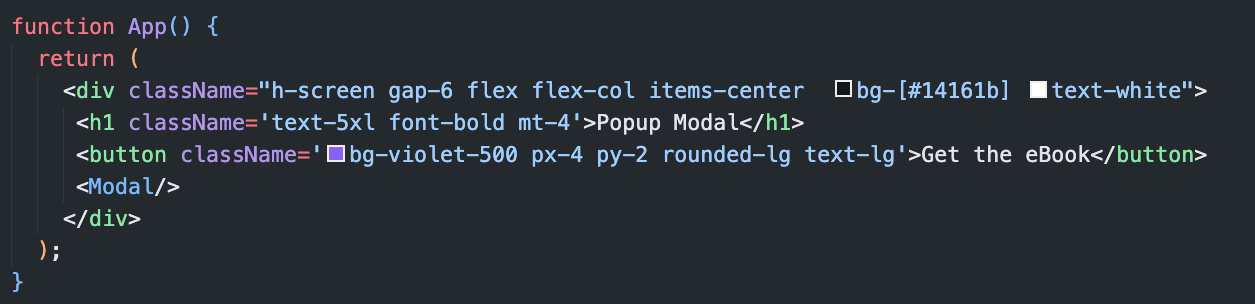 function App() {
return (
<div className="h-screen gap-6 flex flex-col items-center bg-[#14161b] text-white">
<h1 className='text-5xl font-bold mt-4'>Popup Modal</h1>
<button className='bg-violet-500 px-4 py-2 rounded-lg text-lg'>Get the eBook</button>
<Modal/>
</div>
);
}